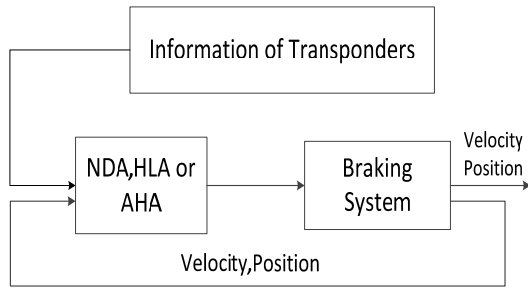 Information of Transponders
NDA,HLA or
AHA
Braking
System
Velocity
Position
Velocity,Position